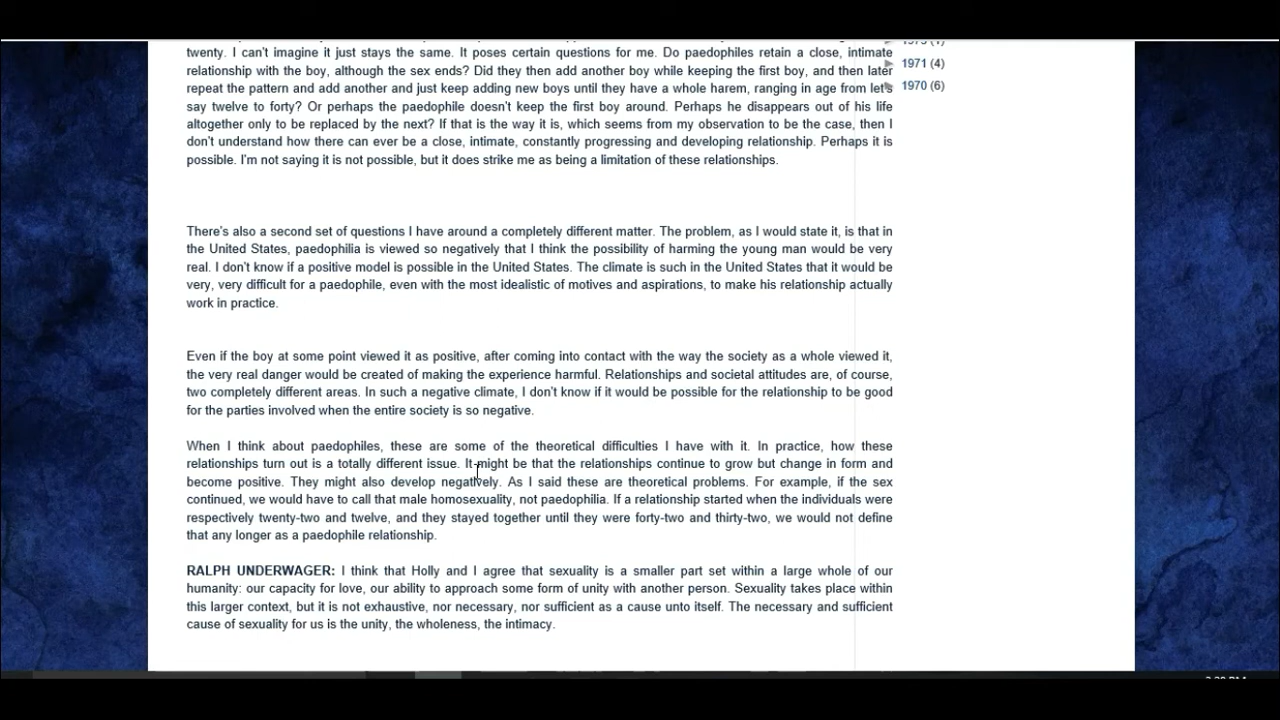 twenty. I can't imagine it just stays the same. It poses certain questions for me. Do paedophiles retain a close, intimate
relationship with the boy, although the sex ends? Did they then add another boy while keeping the first boy, and then later
repeat the pattern and add another and just keep adding new boys until they have a whole harem, ranging in age from let's
say twelve to forty? Or perhaps the paedophile doesn't keep the first boy around. Perhaps he disappears out of his life
altogether only to be replaced by the next? If that is the way it is, which seems from my observation to be the case, then I
don't understand how there can ever be a close, intimate, constantly progressing and developing relationship. Perhaps it is
possible. I'm not saying it is not possible, but it does strike me as being a limitation of these relationships.
There's also a second set of questions I have around a completely different matter. The problem, as I would state it, is that in
the United States, paedophilia is viewed so negatively that I think the possibility of harming the young man would be very
real. I don't know if a positive model is possible in the United States. The climate is such in the United States that it would be
very, very difficult for a paedophile, even with the most idealistic of motives and aspirations, to make his relationship actually
work in practice.
Even if the boy at some point viewed it as positive, after coming into contact with the way the society as a whole viewed it,
the very real danger would be created of making the experience harmful. Relationships and societal attitudes are, of course,
two completely different areas. In such a negative climate, I don't know if it would be possible for the relationship to be good
for the parties involved when the entire society is so negative.
When I think about paedophiles, these are some of the theoretical difficulties I have with it. In practice, how these
relationships turn out is a totally different issue. It might be that the relationships continue to grow but change in form and
become positive. They might also develop negatively. As I said these are theoretical problems. For example, if the sex
continued, we would have to call that male homosexuality, not paedophilia. If a relationship started when the individuals were
respectively twenty-two and twelve, and they stayed together until they were forty-two and thirty-two, we would not define
that any longer as a paedophile relationship.
RALPH UNDERWAGER: I think that Holly and I agree that sexuality is a smaller part set within a large whole of our
humanity: our capacity for love, our ability to approach some form of unity with another person. Sexuality takes place within
this larger context, but it is not exhaustive, nor necessary, nor sufficient as a cause unto itself. The necessary and sufficient
cause of sexuality for us is the unity, the wholeness, the intimacy.
1971 (4)
1970 (6)